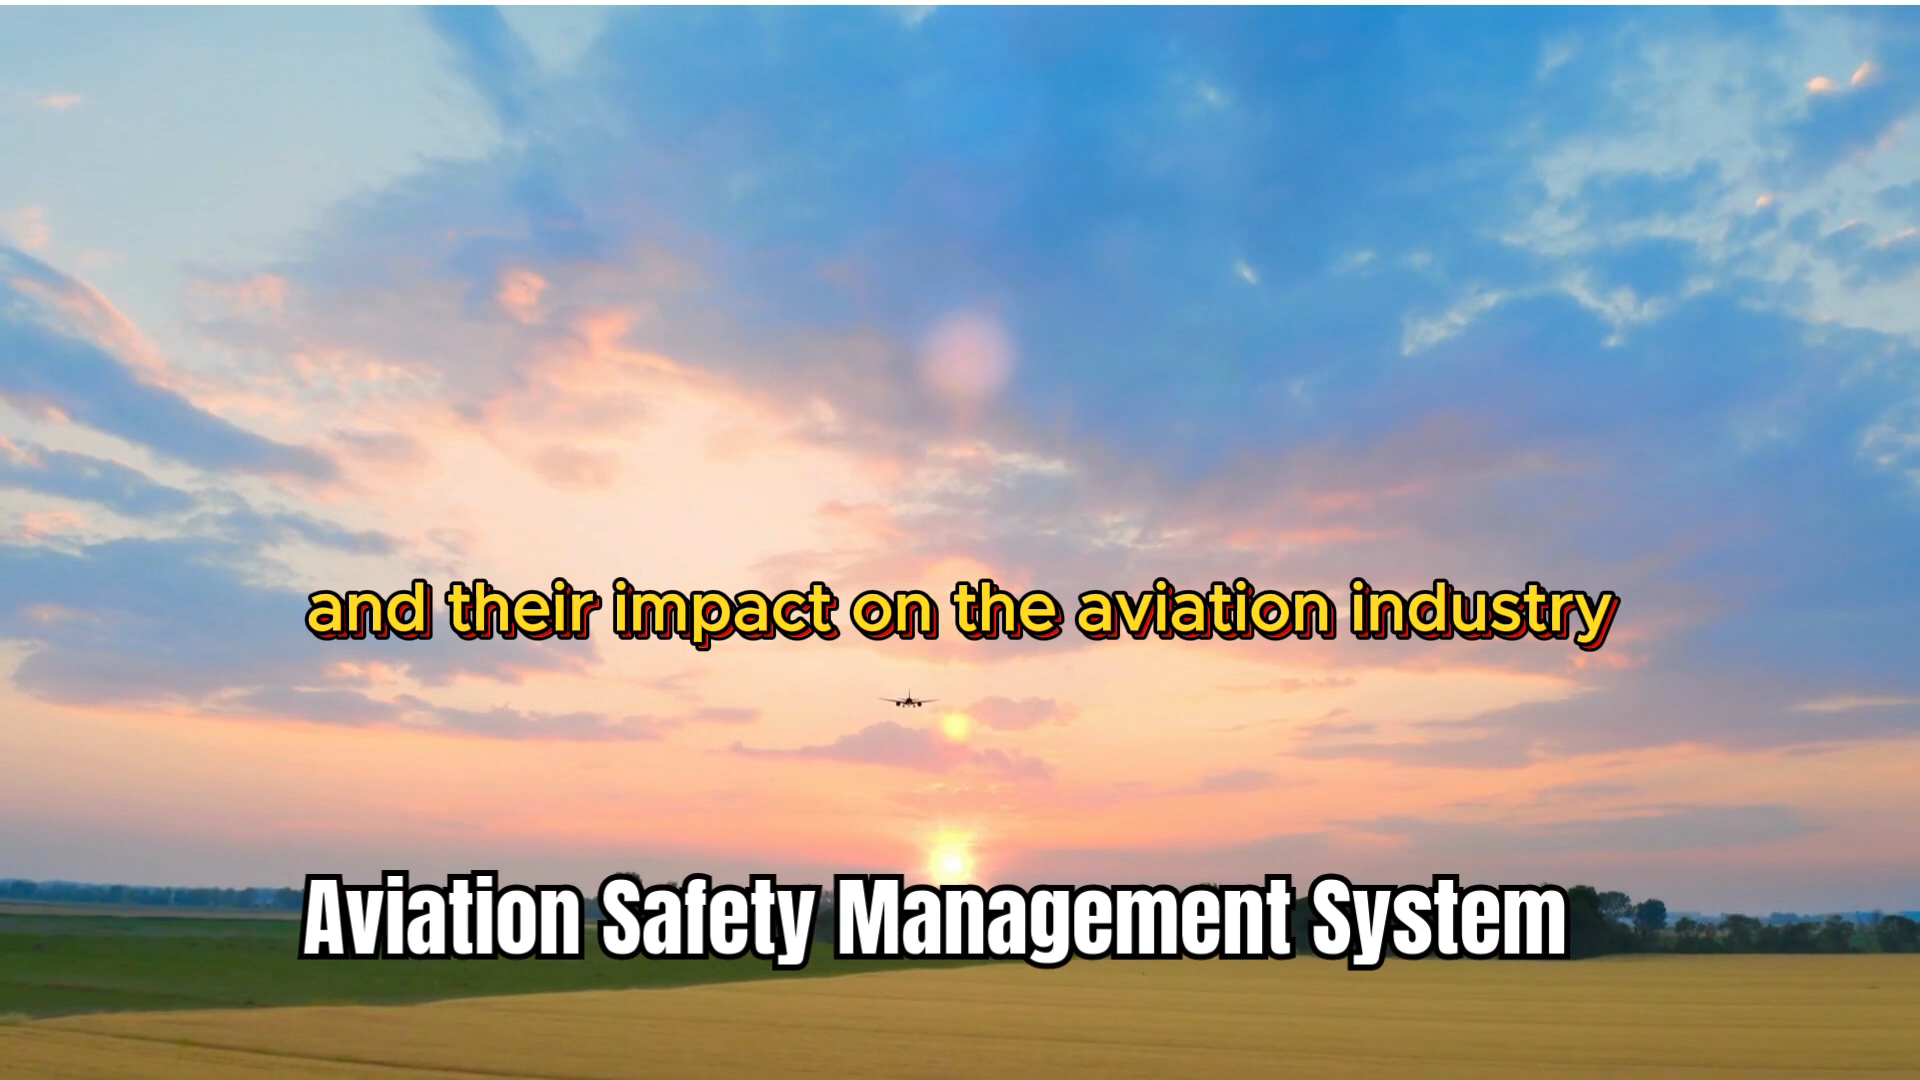 and their impact on the aviation industry
Aviation Safety Management System